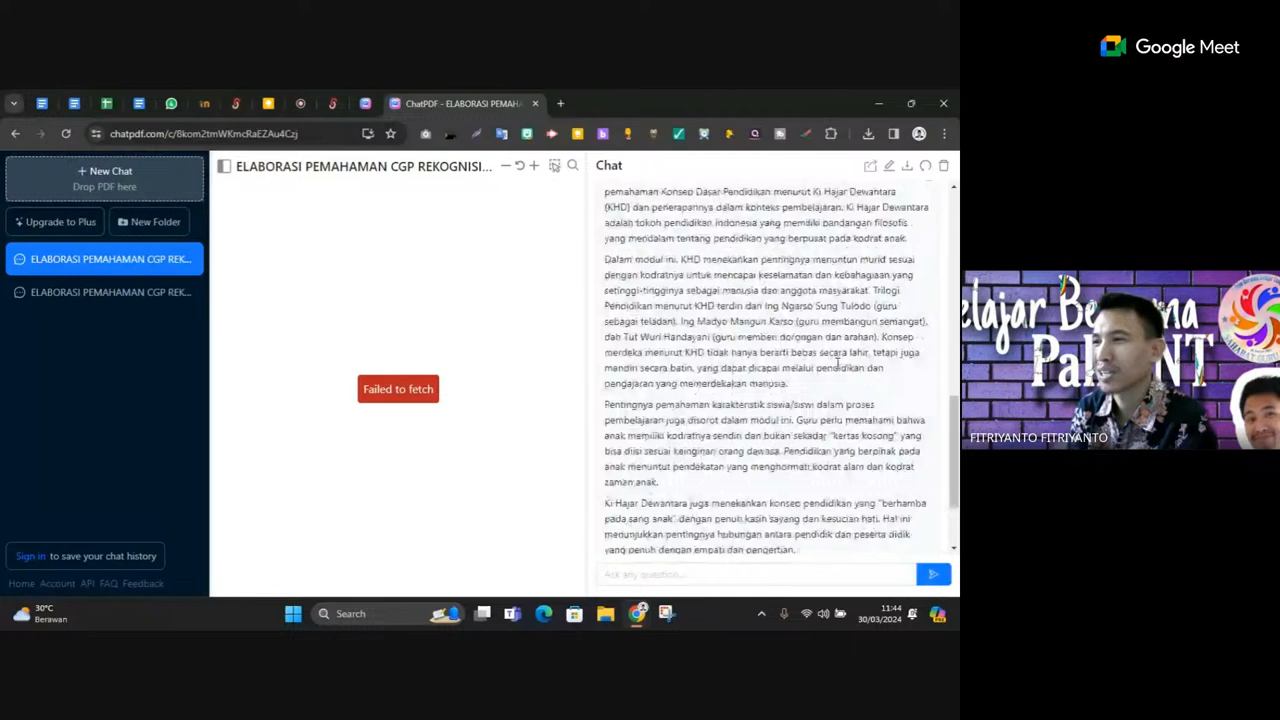 Google Meet
ChatPDF - ELABORASI PEMAHA
chatpdf.com/c/8kom2tmWKmcRaEZAu4Czj
+ New Chat
Drop PDF here
Upgrade to Plus
New Folder
ELABORASI PEMAHAMAN CGP REK...
ELABORASI PEMAHAMAN CGP REK...
Sign in to save your chat history
Home Account API FAQ Feedback
ELABORASI PEMAHAMAN CGP REKOGNISI...
Failed to fetch
Chat
pemahaman Konsep Dasar Pendidikan menurut Ki Hajar Dewantara
(KHD) dan penerapannya dalam konteks pembelajaran. Ki Hajar Dewantara
adalah tokoh pendidikan Indonesia yang memiliki pandangan filosofis
yang mendalam tentang pendidikan yang berpusat pada kodrat anak.
Dalam modul ini, KHD menekankan pentingnya menuntun murid sesuai
dengan kodratnya untuk mencapai keselamatan dan kebahagiaan yang
setinggi-tingginya sebagai manusia dan anggota masyarakat. Trilogi
Pendidikan menurut KHD terdiri dari Ing Ngarso Sung Tulodo (guru
sebagai teladan), Ing Madyo Mangun Karso (guru membangun semangat),
dan Tut Wuri Handayani (guru memberi dorongan dan arahan). Konsep
merdeka menurut KHD tidak hanya berarti bebas secara lahir, tetapi juga
mandiri secara batin, yang dapat dicapai melalui pendidikan dan
pengajaran yang memerdekakan manusia.
Pentingnya pemahaman karakteristik siswa/siswi dalam proses
pembelajaran juga disorot dalam modul ini. Guru perlu memahami bahwa
anak memiliki kodratnya sendiri dan bukan sekadar "kertas kosong" yang
bisa diisi sesuai keinginan orang dewasa. Pendidikan yang berpihak pada
anak menuntut pendekatan yang menghormati kodrat alam dan kodrat
zaman anak.
Ki Hajar Dewantara juga menekankan konsep pendidikan yang "berhamba
pada sang anak" dengan penuh kasih sayang dan kesucian hati. Hal ini
menunjukkan pentingnya hubungan antara pendidik dan peserta didik
yang penuh dengan empati dan pengertian.
Ask any question...
30°C
Berawan
Search
11:44
30/03/2024
elajar Be ama
Pa NT
FITRIYANTO FITRIYANTO